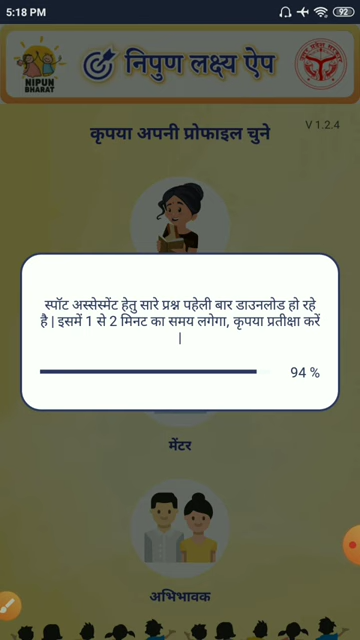 5:18 PM
92
निपुण लक्ष्य ऐप
NIPUN
BHARAT
V 1.2.4
कृपया अपनी प्रोफाइल चुने
स्पॉट अस्सेस्मेंट हेतु सारे प्रश्न पहेली बार डाउनलोड हो रहे
है | इसमें 1 से 2 मिनट का समय लगेगा, कृपया प्रतीक्षा करें
|
94 %
मेंटर
अभिभावक